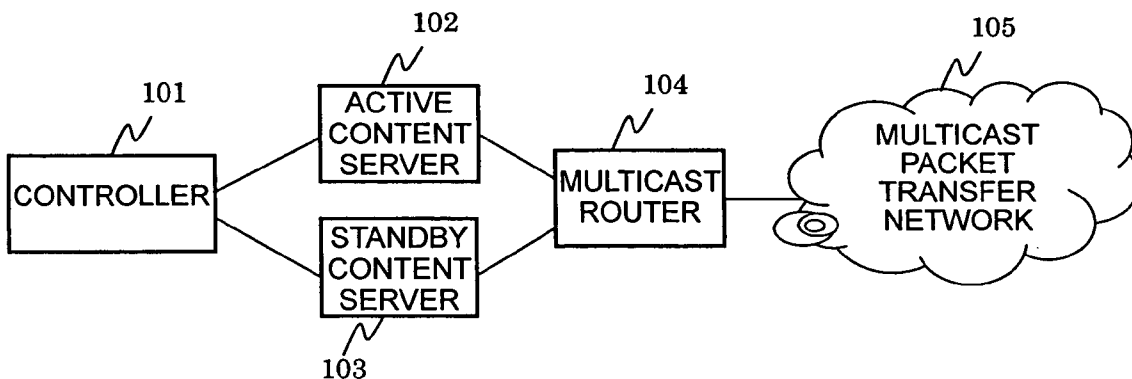 101
CONTROLLER
102
ACTIVE
CONTENT
SERVER
STANDBY
CONTENT
SERVER
103
104
MULTICAST
ROUTER
105
MULTICAST
PACKET
TRANSFER
NETWORK